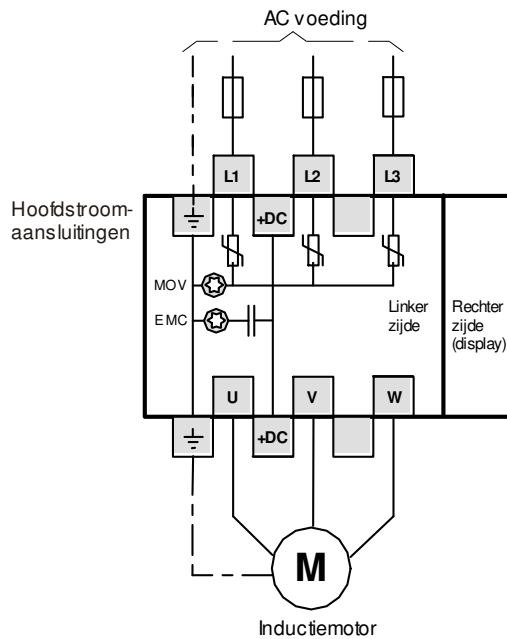 AC voeding
L1
L2
L3
Hoofdstroom-
aansluitingen
+DC
MOV
EMC
Linker
zijde
Rechter
zijde
(display)
U
V
W
+DC
M
Inductiemotor